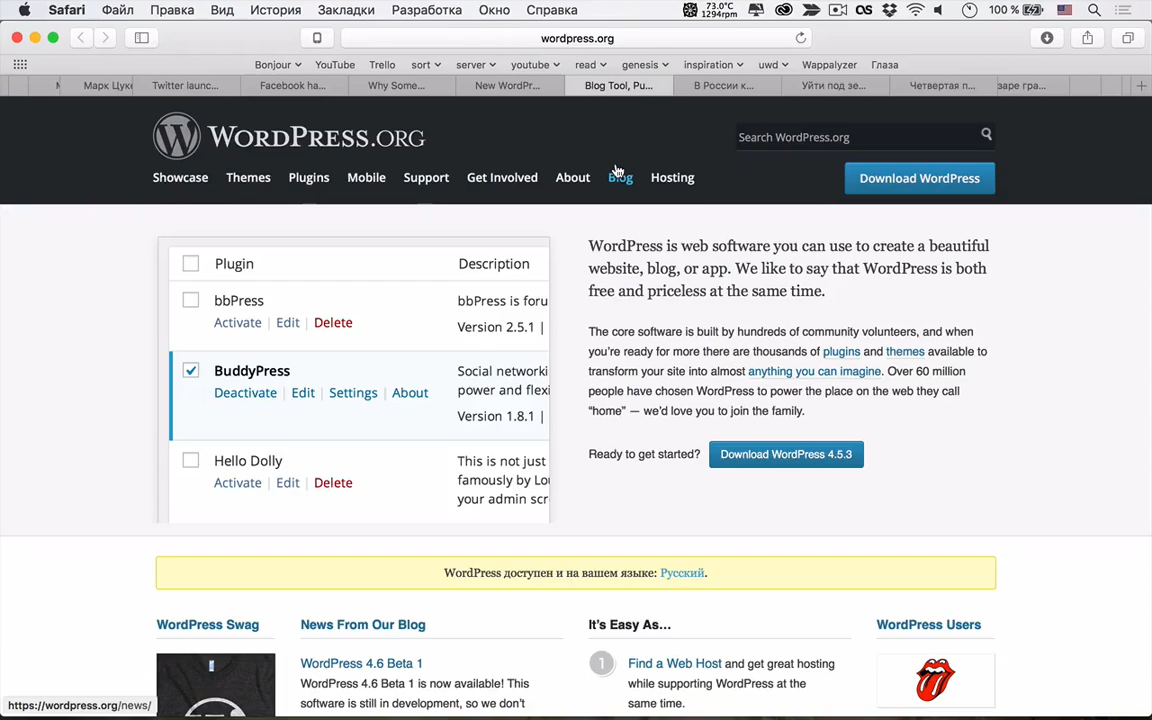 Safari Файл Правка Вид История Закладки Разработка Окно Справка 73.0°C 1294rpm 100 %
wordpress.org
Bonjour YouTube Trello sort server youtube read genesis inspiration uwd Wappalyzer Глаза
Марк Цук Twitter launc... Facebook ha... Why Some... New WordPr... Blog Tool, Pu... В России к... Уйти под зе... Четвертая п... заре гра...
WORDPRESS.ORG
Search WordPress.org
Showcase Themes Plugins Mobile Support Get Involved About Blog Hosting
Download WordPress
Plugin Description
bbPress bbPress is foru
Activate | Edit | Delete Version 2.5.1 |
BuddyPress Social networki
Deactivate | Edit | Settings | About power and flexi
Version 1.8.1 |
Hello Dolly This is not just
Activate | Edit | Delete famously by Lou
your admin scr
WordPress is web software you can use to create a beautiful
website, blog, or app. We like to say that WordPress is both
free and priceless at the same time.
The core software is built by hundreds of community volunteers, and when
you’re ready for more there are thousands of plugins and themes available to
transform your site into almost anything you can imagine. Over 60 million
people have chosen WordPress to power the place on the web they call
“home” — we’d love you to join the family.
Ready to get started? Download WordPress 4.5.3
WordPress доступен и на вашем языке: Русский.
WordPress Swag
News From Our Blog
WordPress 4.6 Beta 1
WordPress 4.6 Beta 1 is now available! This
software is still in development, so we don’t
It’s Easy As...
1 Find a Web Host and get great hosting
while supporting WordPress at the
same time.
WordPress Users
https://wordpress.org/news/